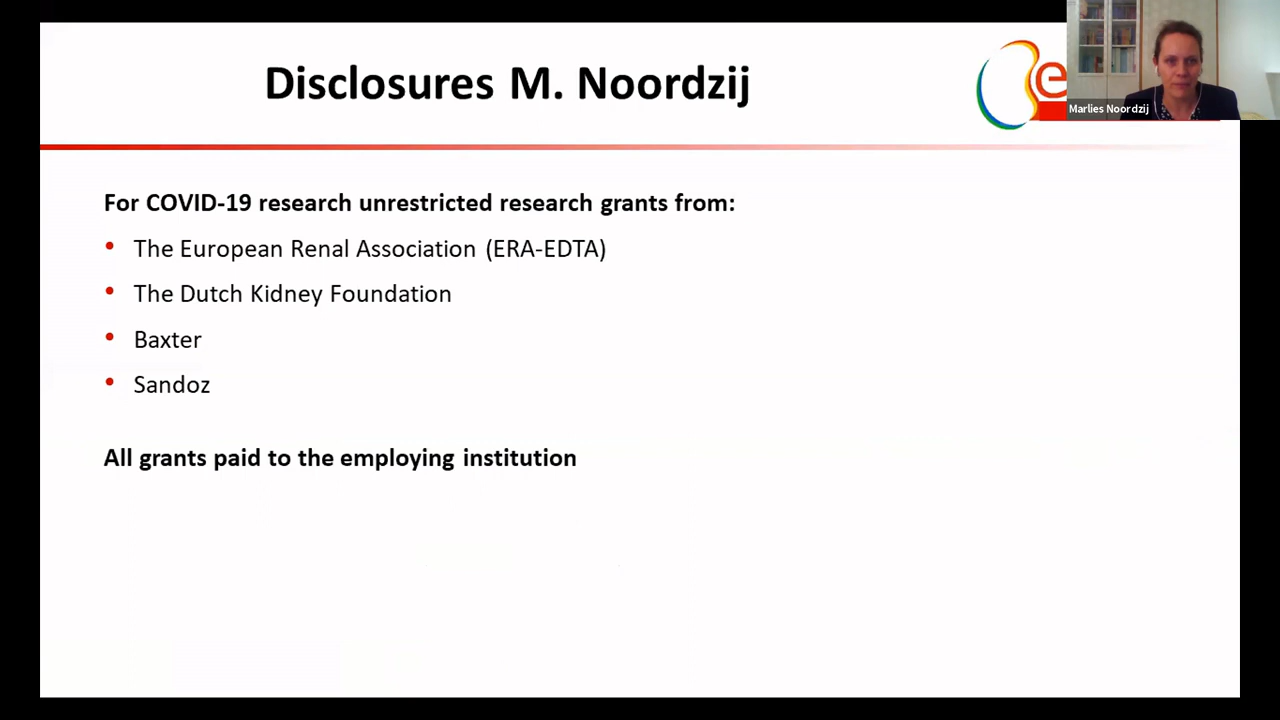 Disclosures M. Noordzij
e
Marlies Noordzij
For COVID-19 research unrestricted research grants from:
• The European Renal Association (ERA-EDTA)
• The Dutch Kidney Foundation
• Baxter
• Sandoz
All grants paid to the employing institution